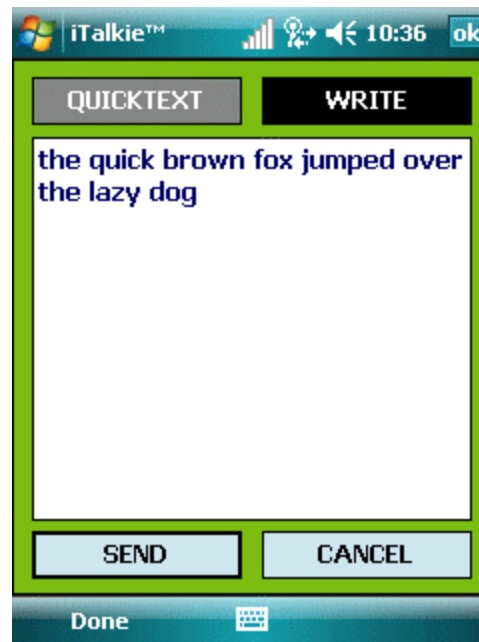 iTalkie™ 10:36 ok
QUICKTEXT WRITE
the quick brown fox jumped over
the lazy dog
SEND CANCEL
Done